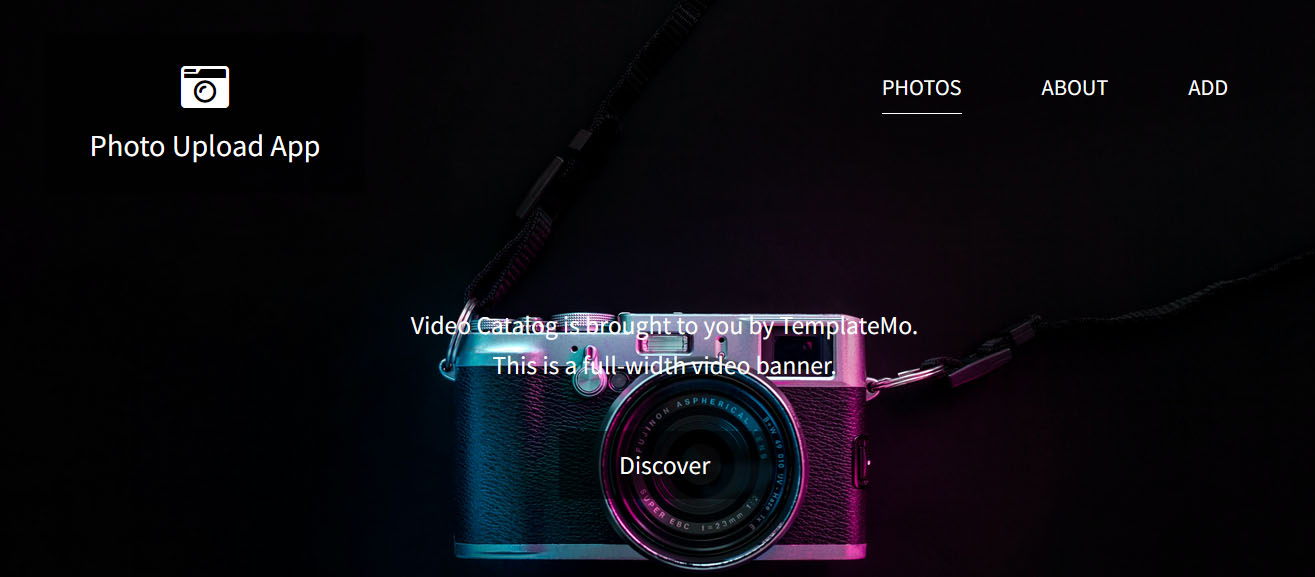 Photo Upload App
PHOTOS
ABOUT
ADD
Video Catalog is brought to you by TemplateMo.
This is a full-width video banner.
FUJINON ASPHERICAL LENS
Discover
SUPER EBC f=23mm 1:2